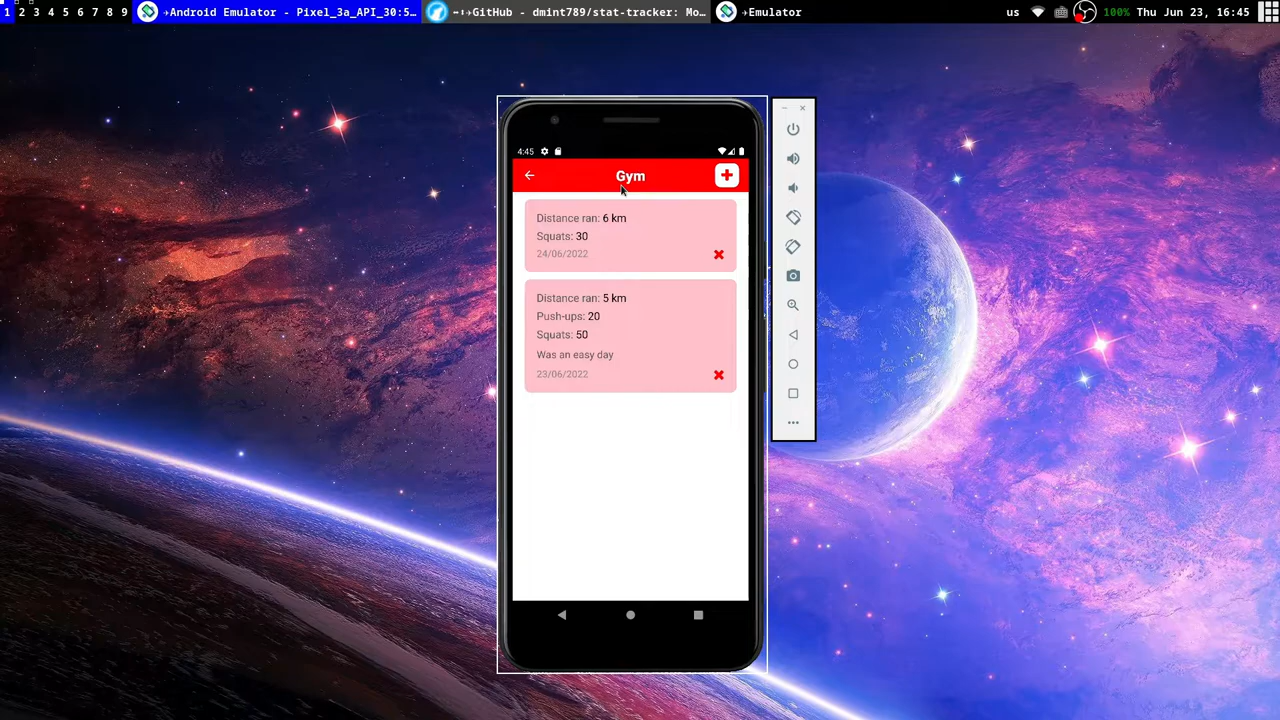 1 2 3 4 5 6 7 8 9 Android Emulator - Pixel_3a_API_30:5... GitHub - dmint789/stat-tracker: Mo... Emulator us 100% Thu Jun 23, 16:45
4:45
Gym
Distance ran: 6 km
Squats: 30
24/06/2022
Distance ran: 5 km
Push-ups: 20
Squats: 50
Was an easy day
23/06/2022